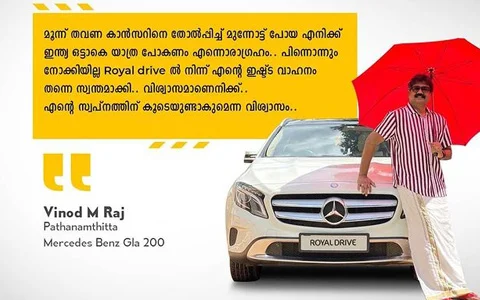 മൂന്ന് തവണ കാൻസറിനെ തോൽപ്പിച്ച് മുന്നോട്ട് പോയ എനിക്ക്
ഇന്ത്യ ഒട്ടാകെ യാത്ര പോകണം എന്നൊരാഗ്രഹം.. പിന്നൊന്നും
നോക്കിയില്ല Royal drive ൽ നിന്ന് എന്റെ ഇഷ്ട വാഹനം
തന്നെ സ്വന്തമാക്കി.. വിശ്വാസമാണെനിക്ക്..
എന്റെ സ്വപ്നത്തിന് കൂടെയുണ്ടാകുമെന്ന വിശ്വാസം..
Vinod M Raj
Pathanamthitta
Mercedes Benz Gla 200
ROYAL DRIVE